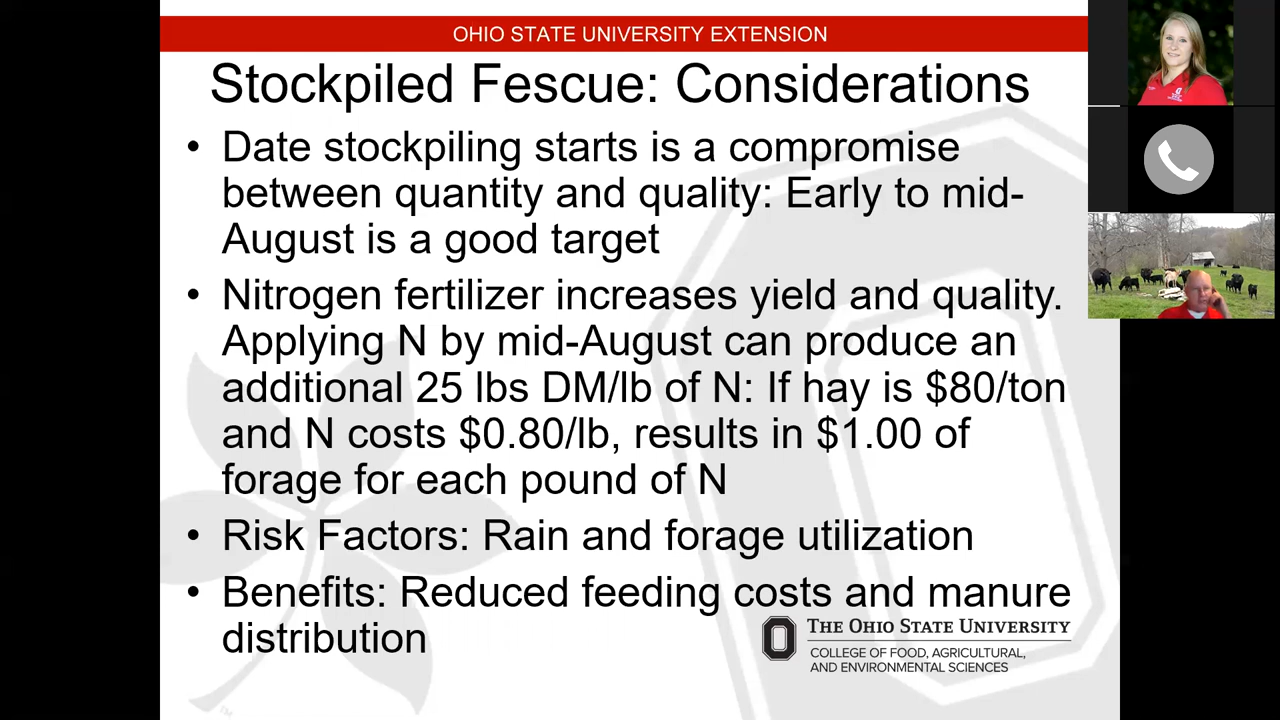 OHIO STATE UNIVERSITY EXTENSION
Stockpiled Fescue: Considerations
• Date stockpiling starts is a compromise
between quantity and quality: Early to mid-
August is a good target
• Nitrogen fertilizer increases yield and quality.
Applying N by mid-August can produce an
additional 25 lbs DM/lb of N: If hay is $80/ton
and N costs $0.80/lb, results in $1.00 of
forage for each pound of N
• Risk Factors: Rain and forage utilization
• Benefits: Reduced feeding costs and manure
distribution
THE OHIO STATE UNIVERSITY
COLLEGE OF FOOD, AGRICULTURAL,
AND ENVIRONMENTAL SCIENCES
TM